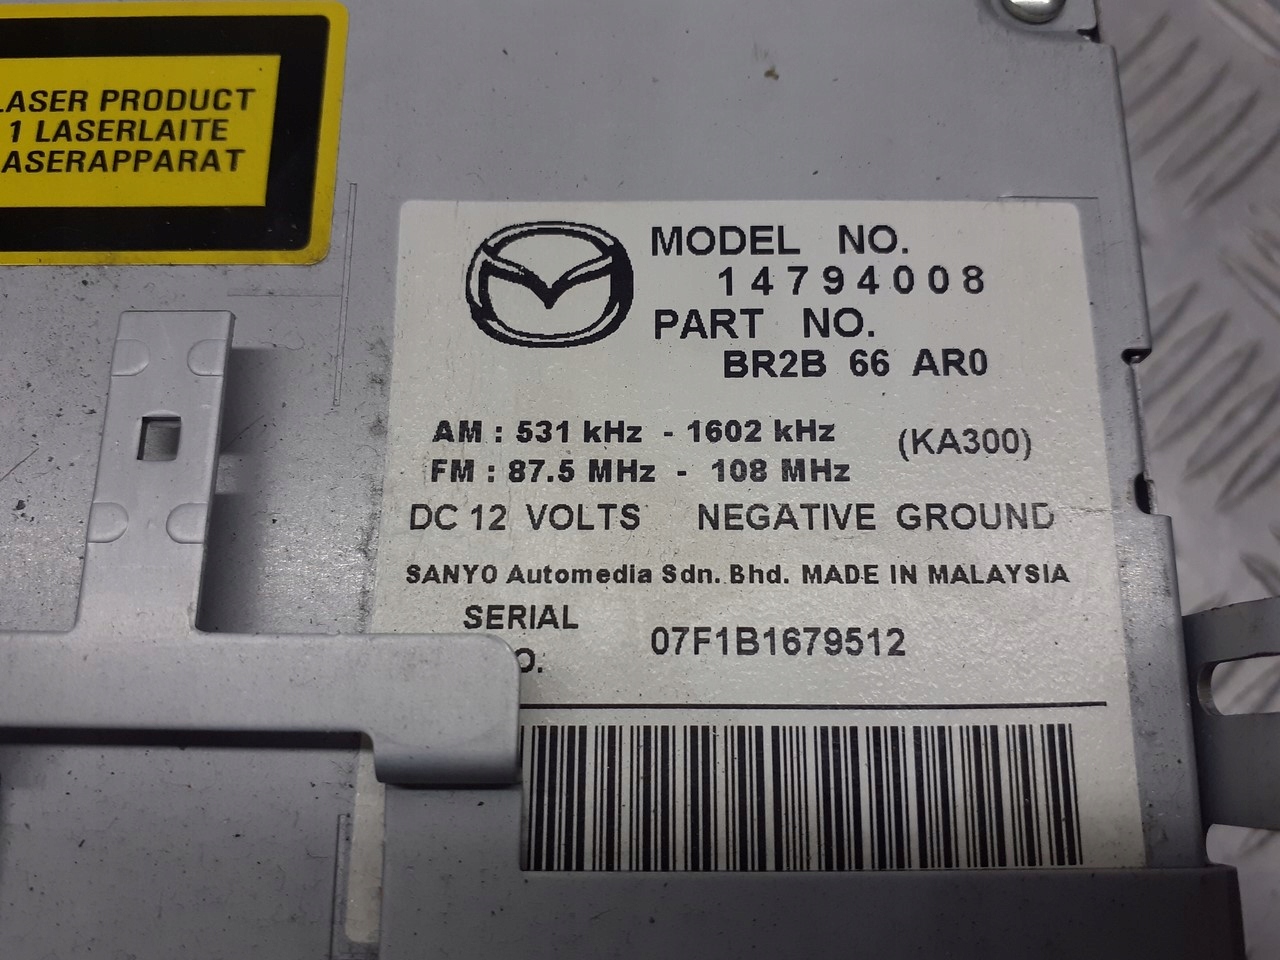 LASER PRODUCT
1 LASERLAITE
ASERAPPARAT
MODEL NO.
14794008
PART NO.
BR2B 66 AR0
AM : 531 kHz - 1602 kHz (KA300)
FM : 87.5 MHz - 108 MHz
DC 12 VOLTS NEGATIVE GROUND
SANYO Automedia Sdn. Bhd. MADE IN MALAYSIA
SERIAL
O. 07F1B1679512